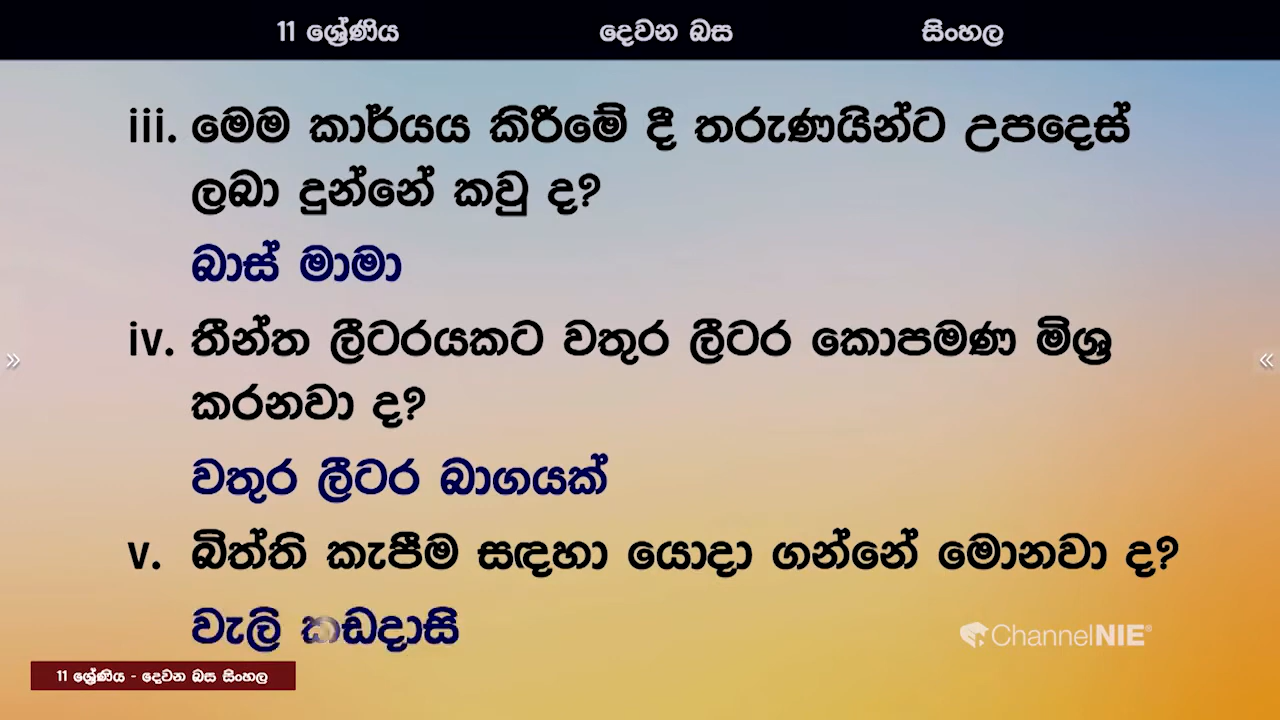 11 ශ්‍රේණිය දෙවන බස සිංහල
iii. මෙම කාර්යය කිරීමේ දී තරුණයින්ට උපදෙස්
ලබා දුන්නේ කවු ද?
බාස් මාමා
iv. තීන්ත ලීටරයකට වතුර ලීටර කොපමණ මිශ්‍ර
කරනවා ද?
වතුර ලීටර බාගයක්
v. බිත්ති කැපීම සඳහා යොදා ගන්නේ මොනවා ද?
වැලි කඩදාසි
ChannelNIE®
11 ශ්‍රේණිය - දෙවන බස සිංහල